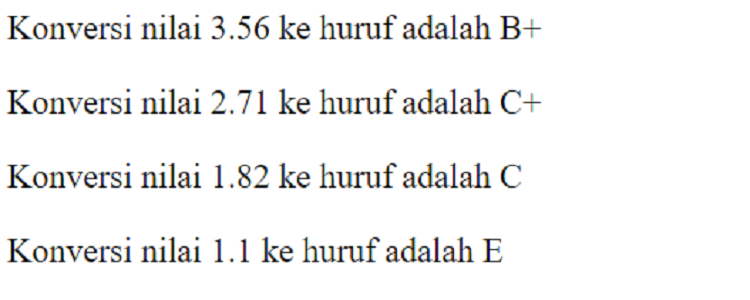 Konversi nilai 3.56 ke huruf adalah B+
Konversi nilai 2.71 ke huruf adalah C+
Konversi nilai 1.82 ke huruf adalah C
Konversi nilai 1.1 ke huruf adalah E